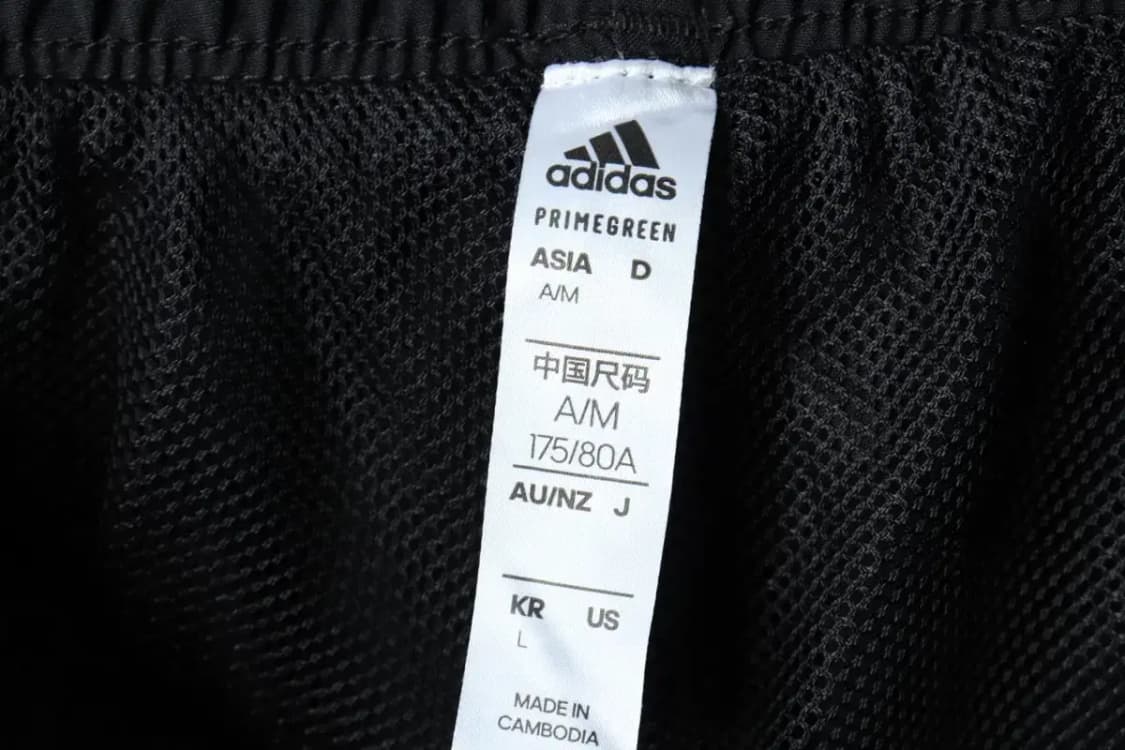 adidas
PRIMEGREEN
ASIA D
A/M
中国尺码
A/M
175/80A
AU/NZ J
KR US
L
MADE IN
CAMBODIA